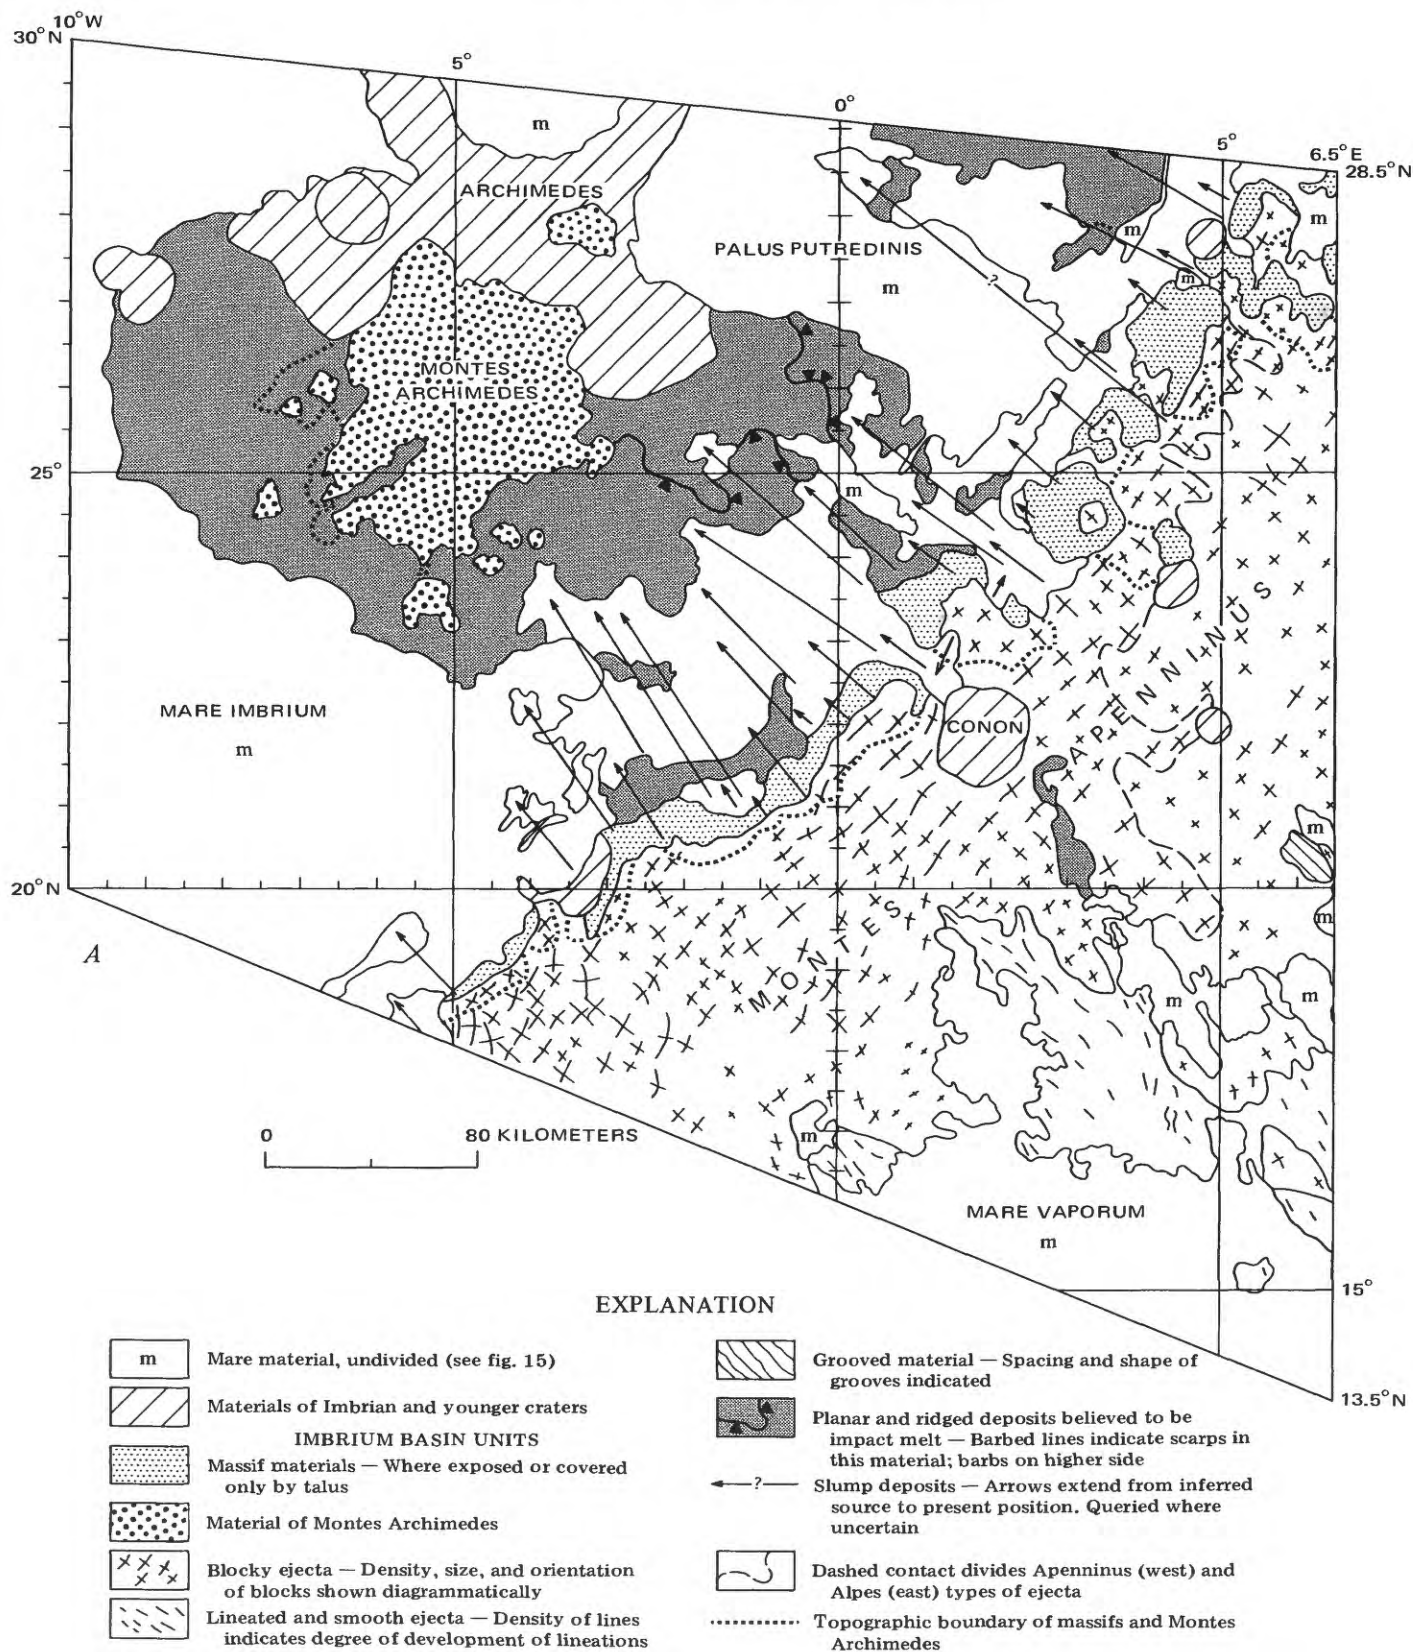 10°W
30°N
5°
0°
5°
6.5°E
28.5°N
m
ARCHIMEDES
m
m
PALUS PUTREDINIS
m
m
?
MONTES
ARCHIMEDES
25°
m
MARE IMBRIUM
m
CONON
APENNINUS
m
20°N
m
A
MONTES
m
m
m
0 80 KILOMETERS
MARE VAPORUM
m
15°
13.5°N
EXPLANATION
m Mare material, undivided (see fig. 15)
Materials of Imbrian and younger craters
IMBRIUM BASIN UNITS
Massif materials — Where exposed or covered
only by talus
Material of Montes Archimedes
Blocky ejecta — Density, size, and orientation
of blocks shown diagrammatically
Lineated and smooth ejecta — Density of lines
indicates degree of development of lineations
Grooved material — Spacing and shape of
grooves indicated
Planar and ridged deposits believed to be
impact melt — Barbed lines indicate scarps in
this material; barbs on higher side
? Slump deposits — Arrows extend from inferred
source to present position. Queried where
uncertain
Dashed contact divides Apenninus (west) and
Alpes (east) types of ejecta
Topographic boundary of massifs and Montes
Archimedes